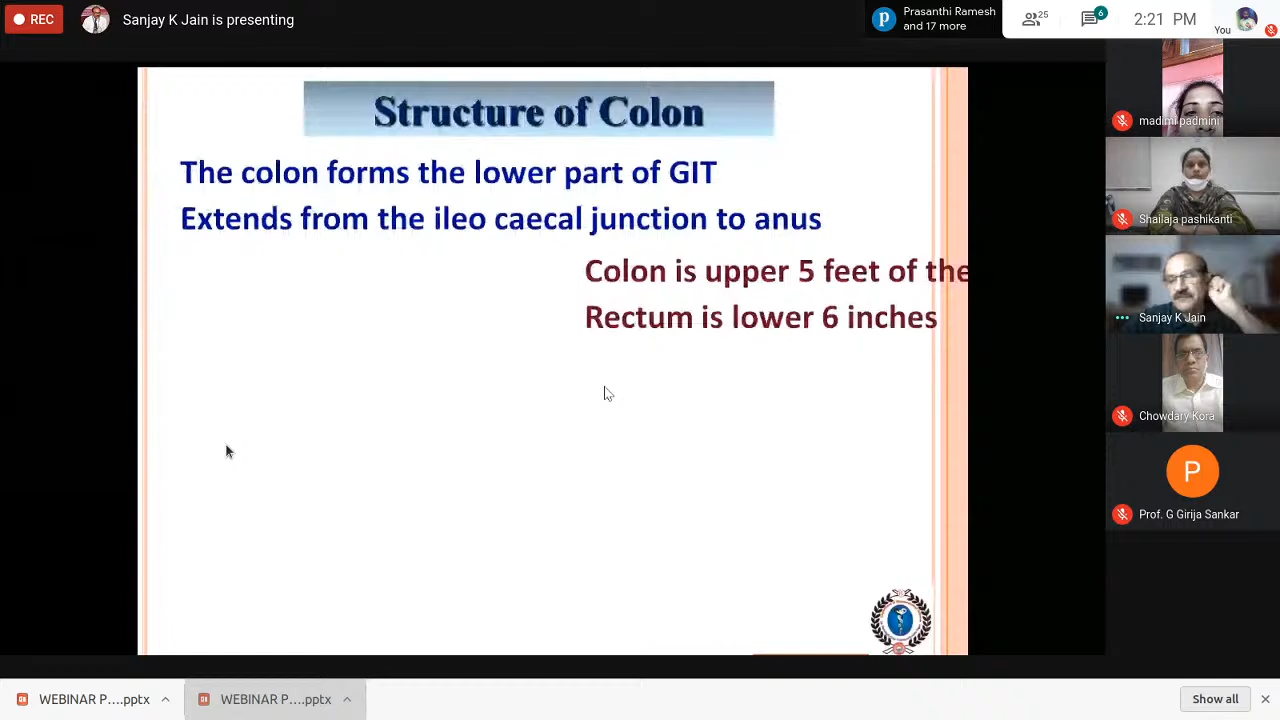 REC
Sanjay K Jain is presenting
P
Prasanthi Ramesh
and 17 more
25
6
2:21 PM
You
Structure of Colon
The colon forms the lower part of GIT
Extends from the ileo caecal junction to anus
Colon is upper 5 feet of the
Rectum is lower 6 inches
madimi padmini
Shailaja pashikanti
Sanjay K Jain
Chowdary Kora
P
Prof. G Girija Sankar
WEBINAR P....pptx
WEBINAR P....pptx
Show all